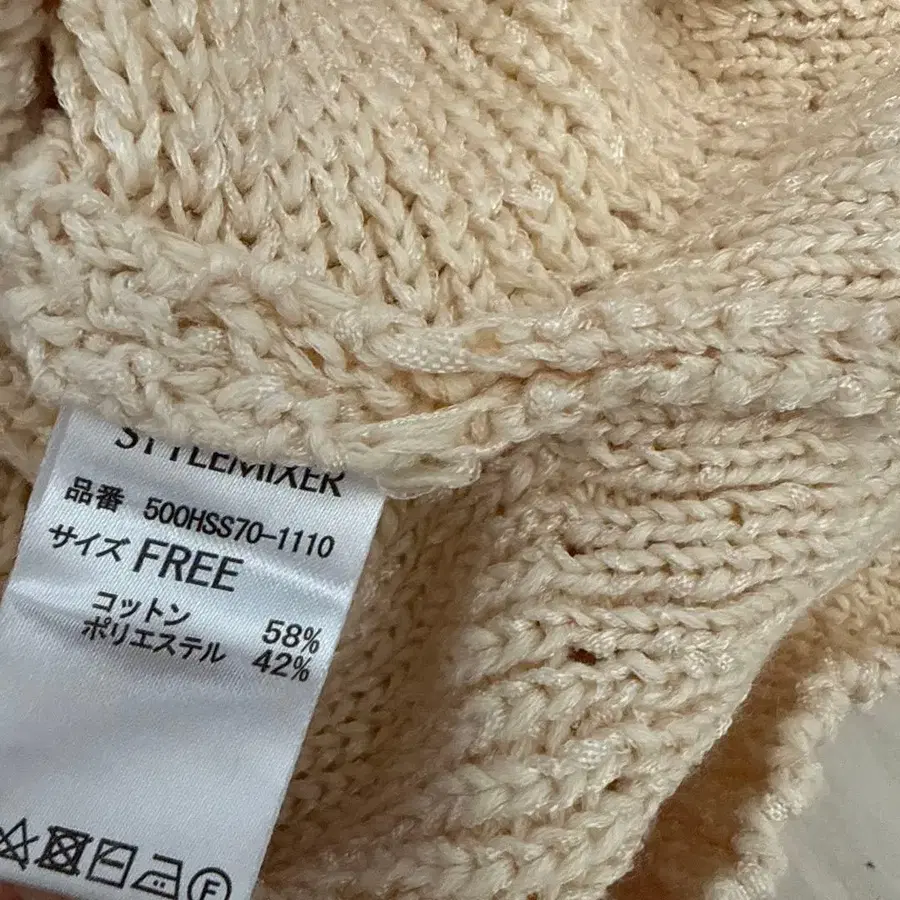 STYLEMIXER
品番 500HSS70-1110
サイズ FREE
コットン 58%
ポリエステル 42%
F